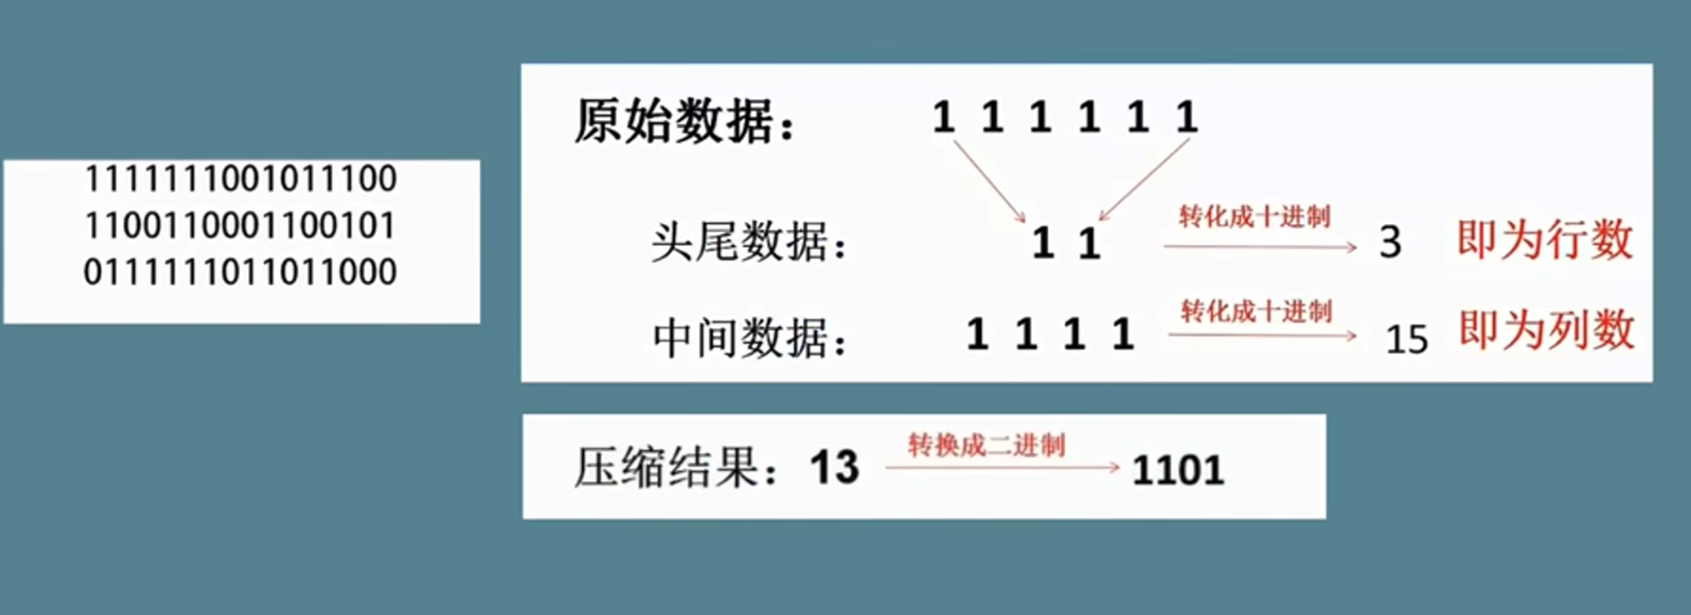 1111111001011100
1100110001100101
0111111011011000
原始数据： 1 1 1 1 1 1
头尾数据： 1 1 转化成十进制 3 即为行数
中间数据： 1 1 1 1 转化成十进制 15 即为列数
压缩结果：13 转换成二进制 1101